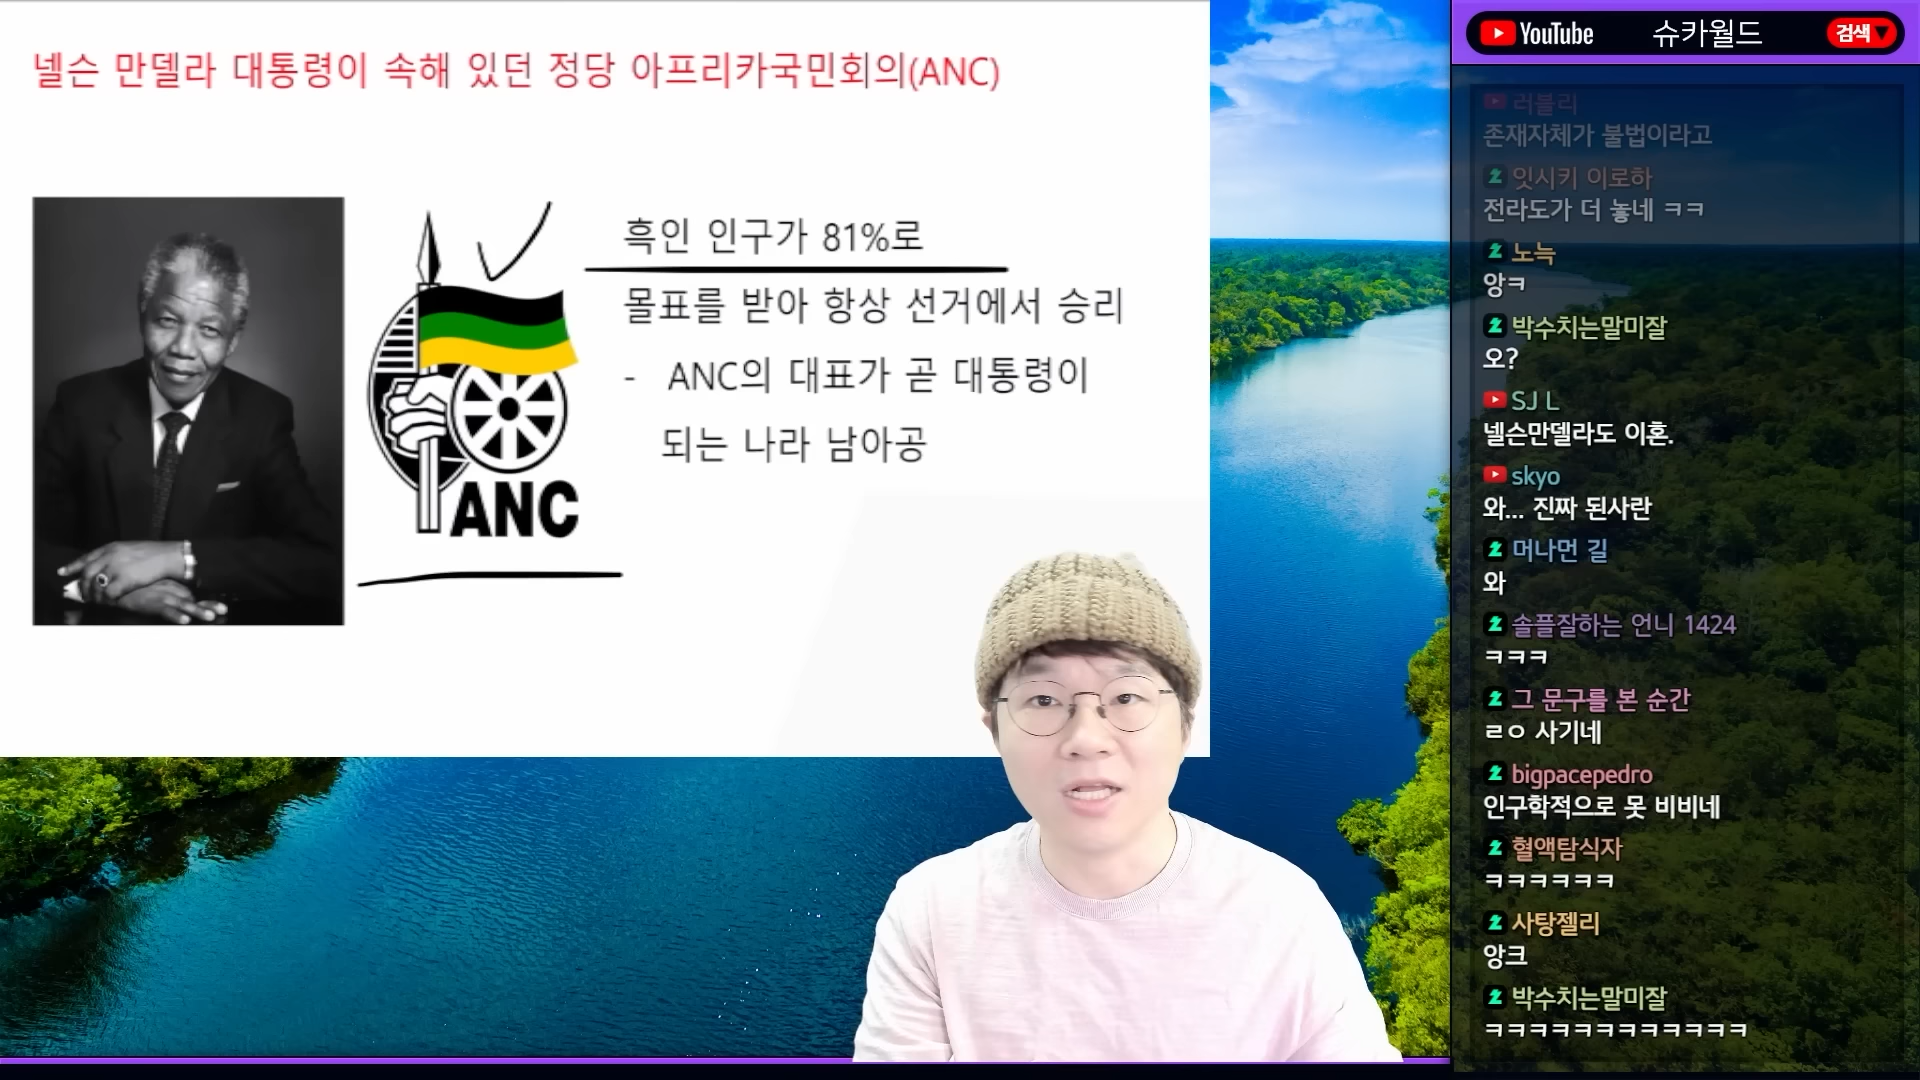 넬슨 만델라 대통령이 속해 있던 정당 아프리카국민회의(ANC)
흑인 인구가 81%로
몰표를 받아 항상 선거에서 승리
- ANC의 대표가 곧 대통령이
되는 나라 남아공
ANC
YouTube 슈카월드 검색
러블리
존재자체가 불법이라고
잇시키 이로하
전라도가 더 놓네 ㅋㅋ
노늑
앙ㅋ
박수치는말미잘
오?
SJ L
넬슨만델라도 이혼.
skyo
와... 진짜 된사란
머나먼 길
와
솔플잘하는 언니 1424
ㅋㅋㅋ
그 문구를 본 순간
ㄹㅇ 사기네
bigpacepedro
인구학적으로 못 비비네
혈액탐식자
ㅋㅋㅋㅋㅋㅋ
사탕젤리
앙크
박수치는말미잘
ㅋㅋㅋㅋㅋㅋㅋㅋㅋㅋㅋㅋ